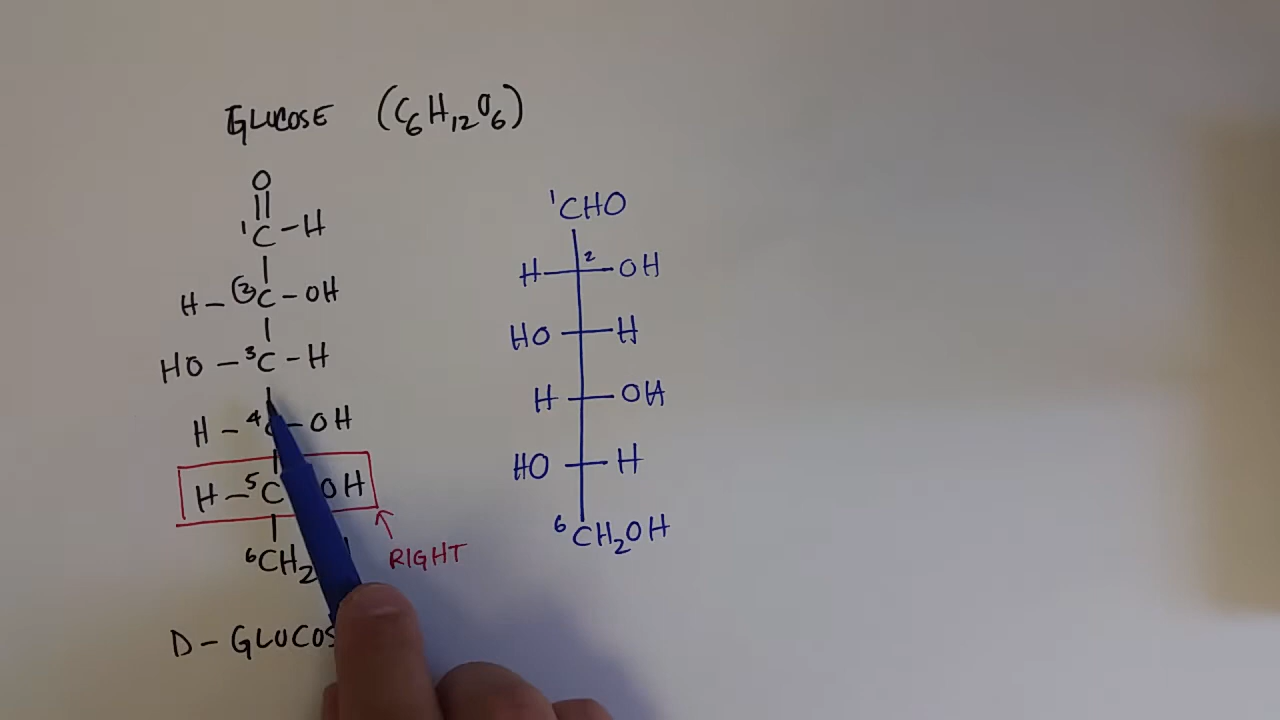 GLUCOSE (C₆H₁₂O₆)
O
¹C-H
H-②C-OH
HO-³C-H
H-⁴C-OH
H-⁵C OH
⁶CH₂
RIGHT
D-GLUCOS
¹CHO
H 2 OH
HO H
H OH
HO H
⁶CH₂OH